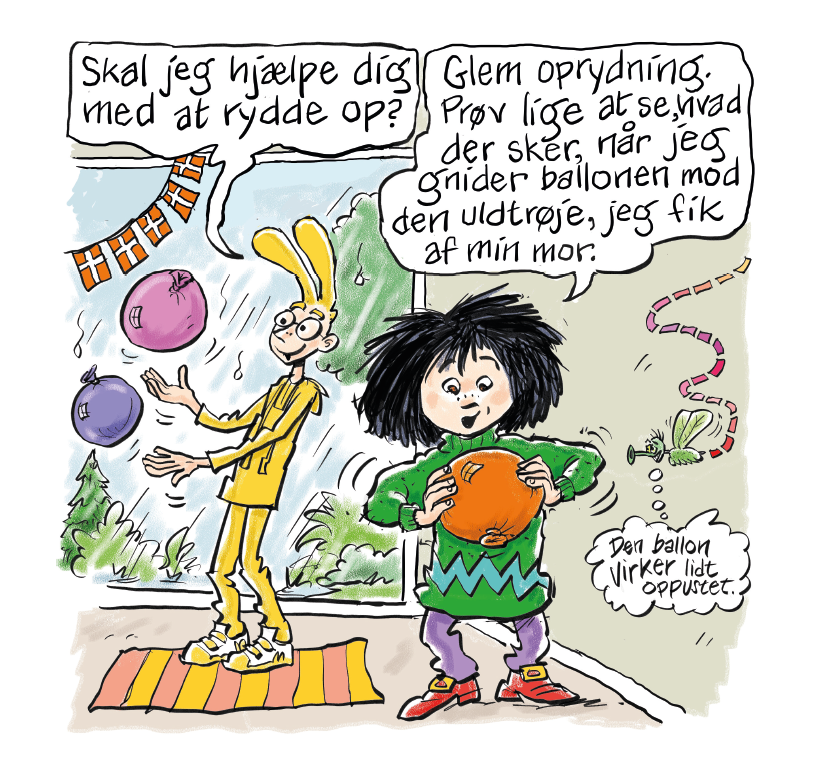 Skal jeg hjælpe dig
med at rydde op?
Glem oprydning.
Prøv lige at se, hvad
der sker, når jeg
gnider ballonen mod
den uldtrøje, jeg fik
af min mor.
Den ballon
virker lidt
oppustet.